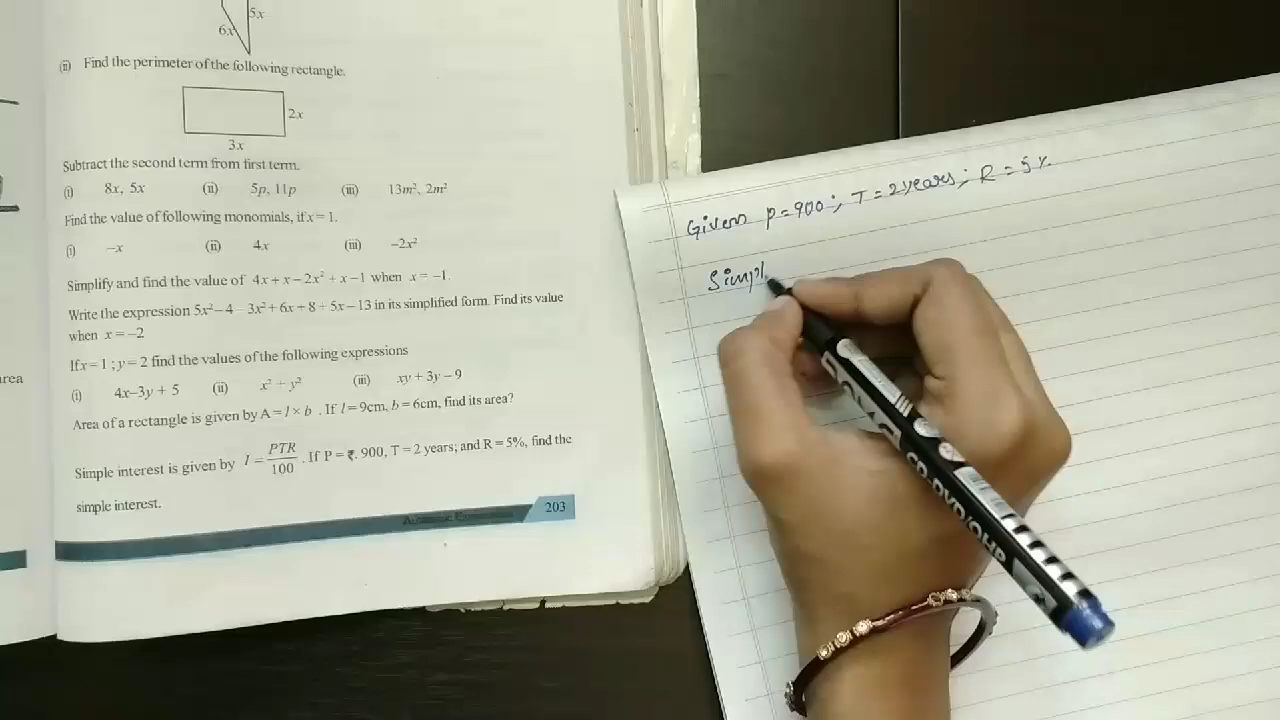 5x
6x
(ii) Find the perimeter of the following rectangle.
2x
3x
Subtract the second term from first term.
(i) 8x, 5x (ii) 5p, 11p (iii) 13m², 2m²
Find the value of following monomials, if x = 1.
(i) −x (ii) 4x (iii) −2x²
Simplify and find the value of 4x + x − 2x² + x − 1 when x = −1.
Write the expression 5x² − 4 − 3x² + 6x + 8 + 5x − 13 in its simplified form. Find its value
when x = −2
If x = 1 ; y = 2 find the values of the following expressions
(i) 4x−3y + 5 (ii) x² + y² (iii) xy + 3y − 9
Area of a rectangle is given by A = l × b . If l = 9cm, b = 6cm, find its area?
Simple interest is given by I = PTR/100 . If P = ₹. 900, T = 2 years; and R = 5%, find the
simple interest.
203
area
Given P=900; T=2years; R=5%
Simpl
CD-DVD/OHP